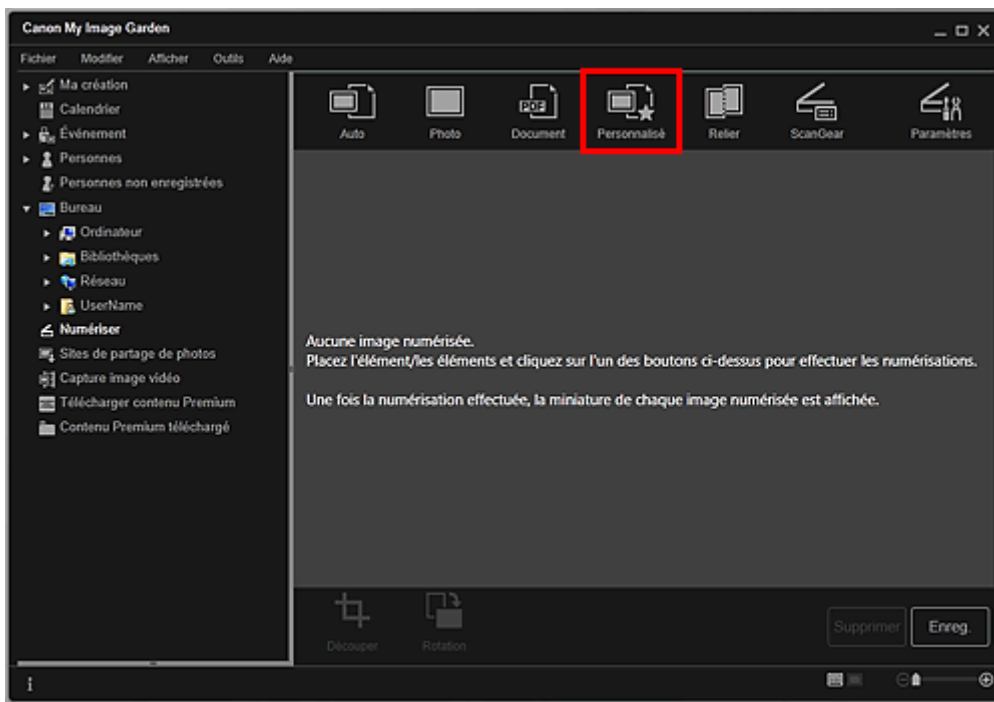 Canon My Image Garden
Fichier Modifier Afficher Outils Aide
Ma création
Calendrier
Événement
Personnes
Personnes non enregistrées
Bureau
Ordinateur
Bibliothèques
Réseau
UserName
Numériser
Sites de partage de photos
Capture image vidéo
Télécharger contenu Premium
Contenu Premium téléchargé
Auto Photo PDF Document Personnalisé Relier ScanGear Paramètres
Aucune image numérisée.
Placez l'élément/les éléments et cliquez sur l'un des boutons ci-dessus pour effectuer les numérisations.
Une fois la numérisation effectuée, la miniature de chaque image numérisée est affichée.
Découper Rotation
Supprimer Enreg.